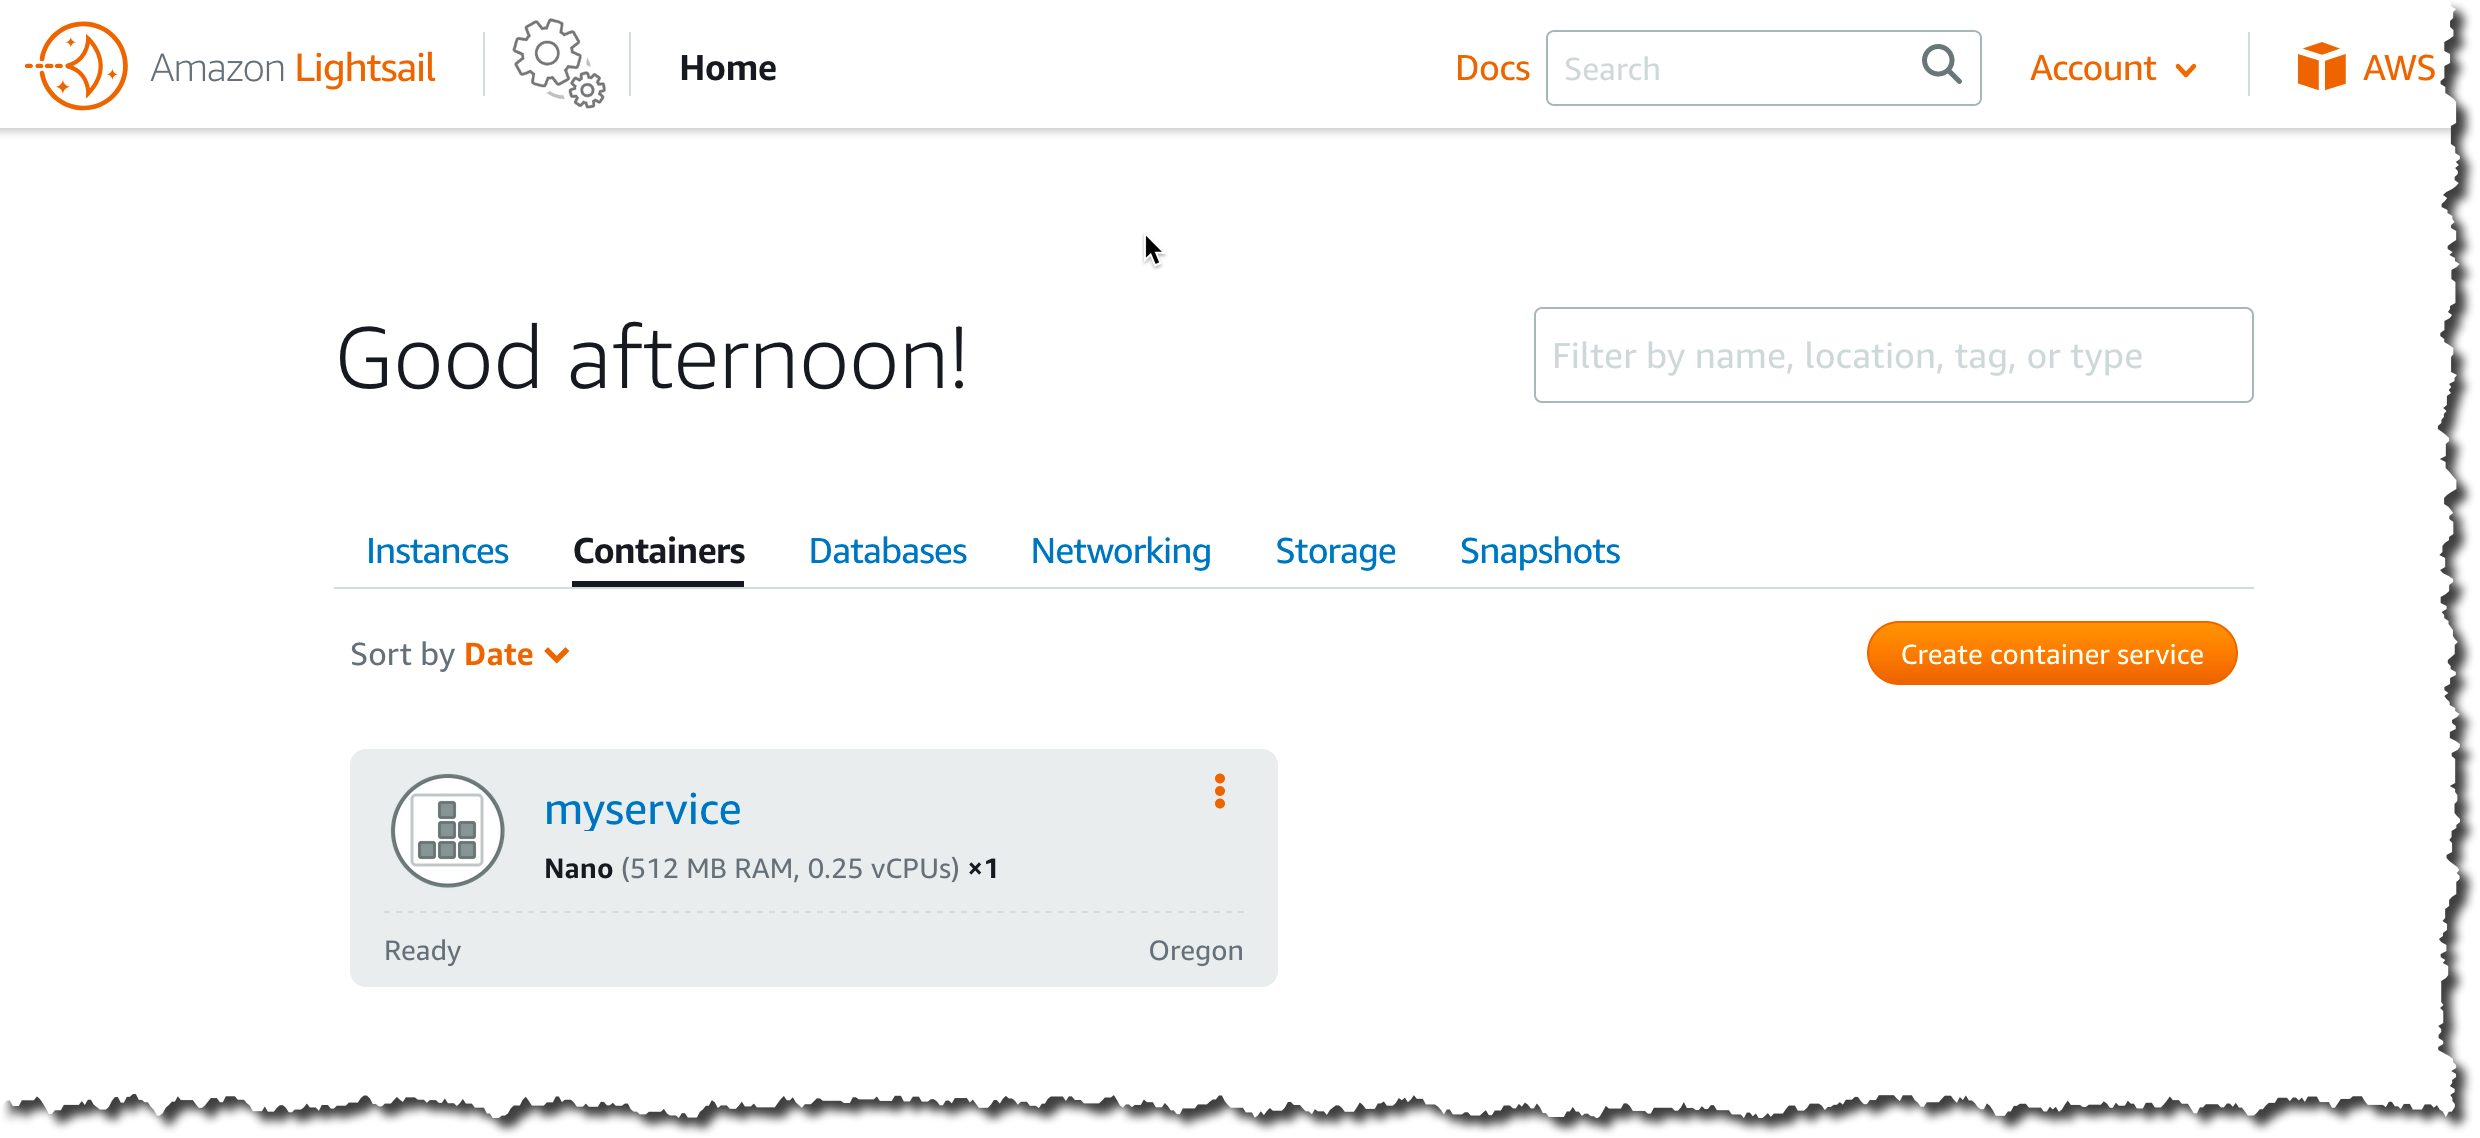 Amazon Lightsail
Home
Docs
Search
Account
AWS
Good afternoon!
Filter by name, location, tag, or type
Instances
Containers
Databases
Networking
Storage
Snapshots
Sort by Date
Create container service
myservice
Nano (512 MB RAM, 0.25 vCPUs) ×1
Ready
Oregon